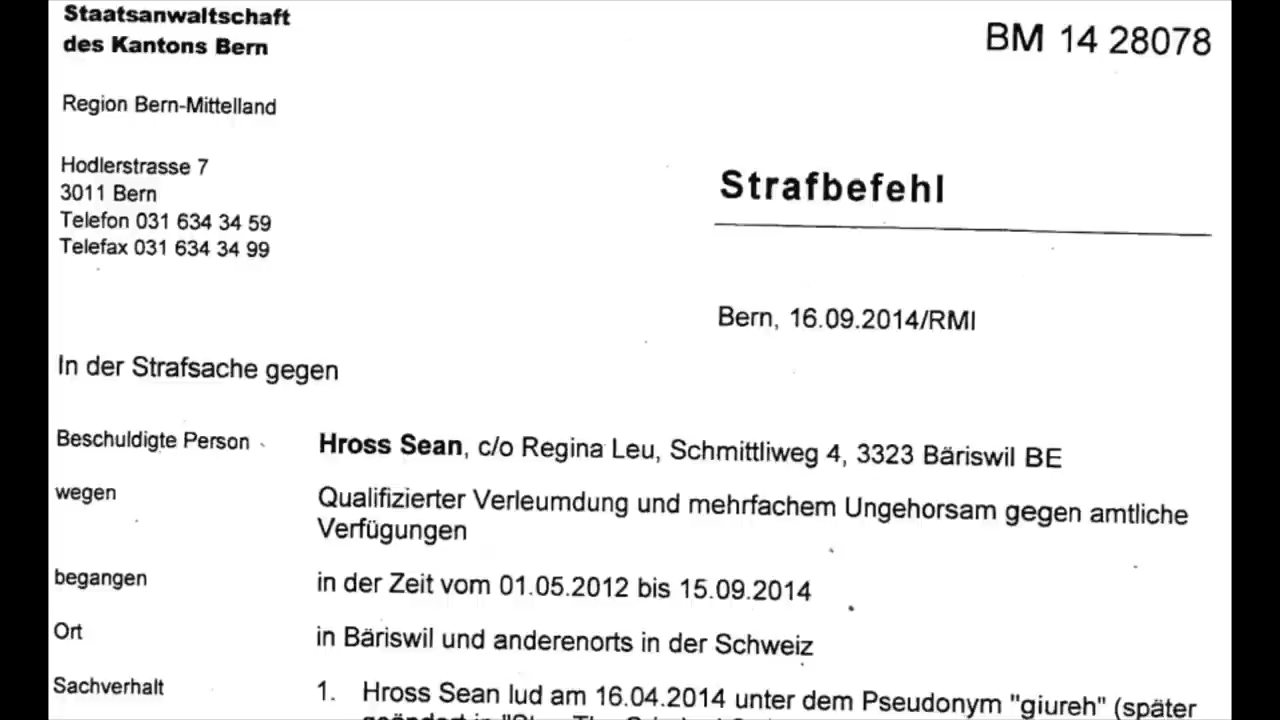 Staatsanwaltschaft
des Kantons Bern
BM 14 28078
Region Bern-Mittelland
Hodlerstrasse 7
3011 Bern
Telefon 031 634 34 59
Telefax 031 634 34 99
Strafbefehl
Bern, 16.09.2014/RMI
In der Strafsache gegen
Beschuldigte Person Hross Sean, c/o Regina Leu, Schmittliweg 4, 3323 Bäriswil BE
wegen Qualifizierter Verleumdung und mehrfachem Ungehorsam gegen amtliche
Verfügungen
begangen in der Zeit vom 01.05.2012 bis 15.09.2014
Ort in Bäriswil und anderenorts in der Schweiz
Sachverhalt 1. Hross Sean lud am 16.04.2014 unter dem Pseudonym "giureh" (später